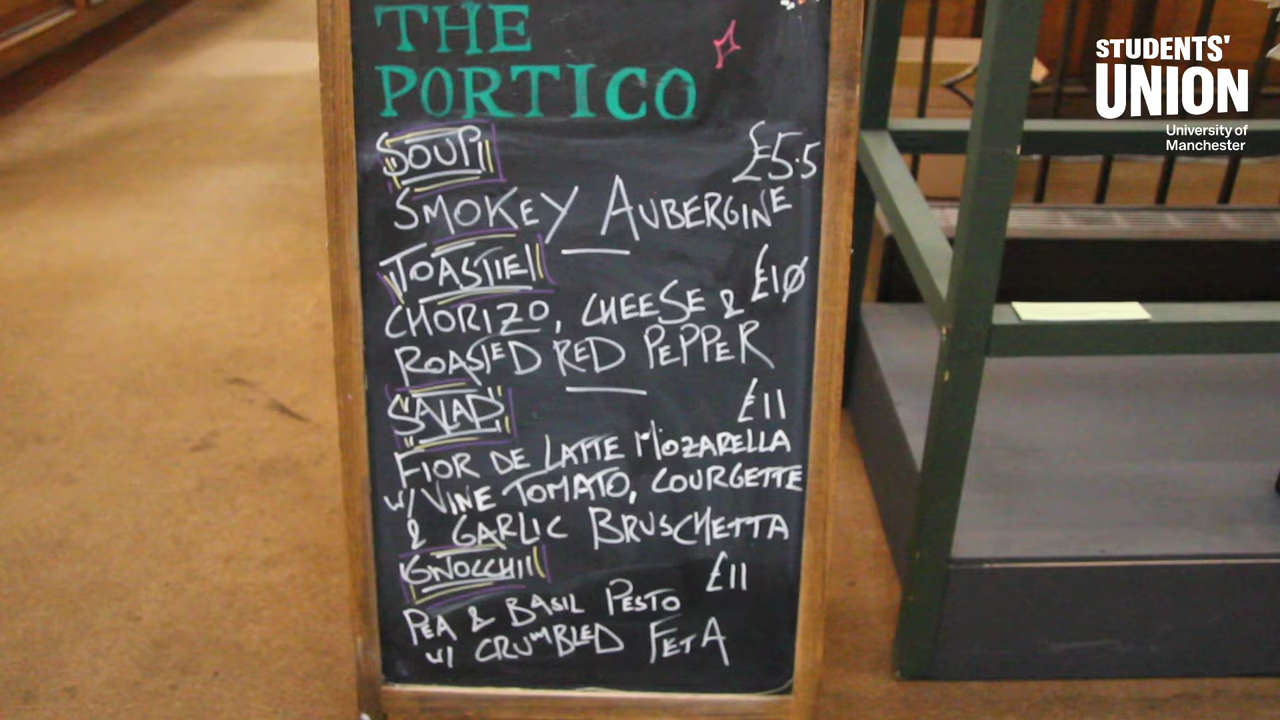 THE
PORTICO
SOUP £5.5
SMOKEY AUBERGINE
TOASTIE
£10
CHORIZO, CHEESE &
ROASTED RED PEPPER
SALAD £11
FIOR DE LATTE MOZARELLA
W/ VINE TOMATO, COURGETTE
& GARLIC BRUSCHETTA
GNOCCHI £11
PEA & BASIL PESTO
W/ CRUMBLED FETA
STUDENTS'
UNION
University of
Manchester